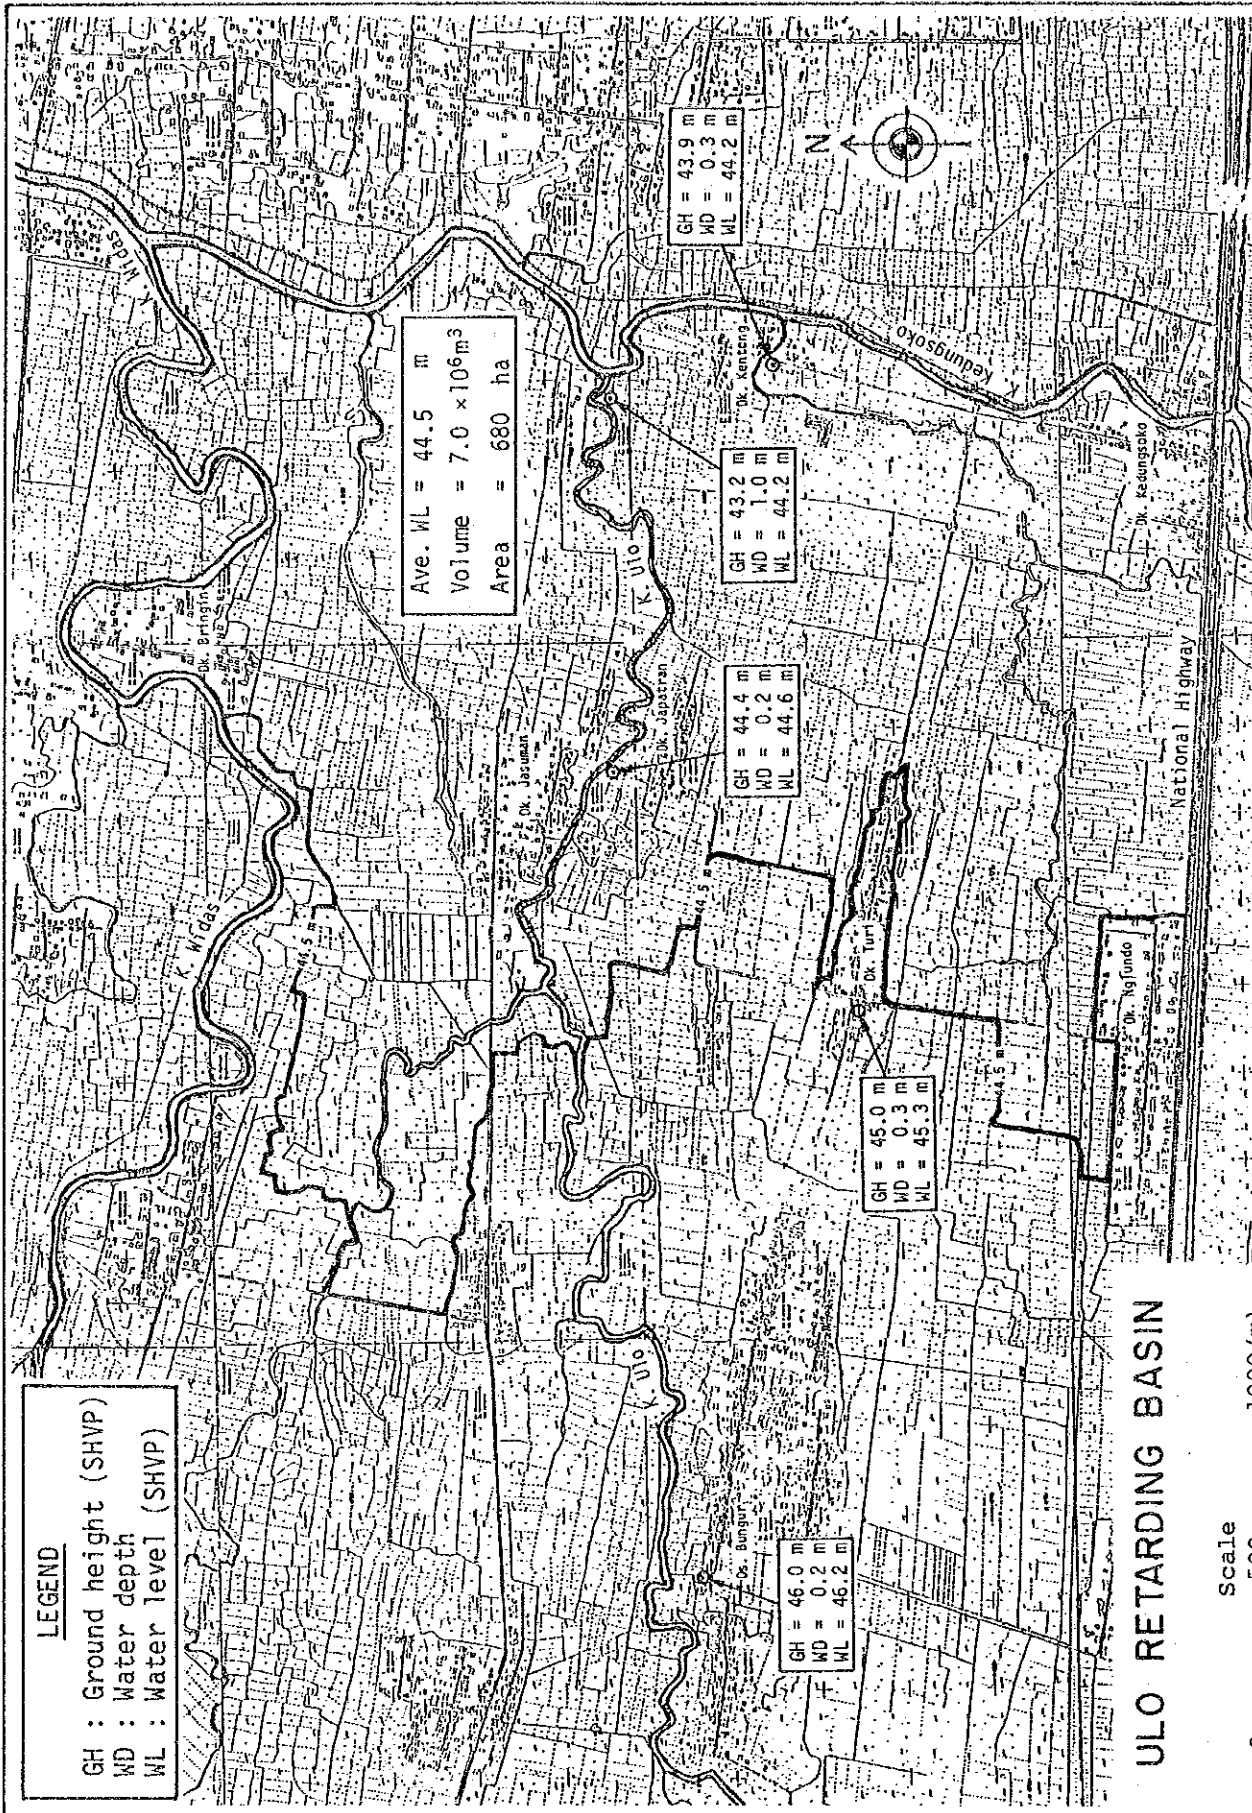 LEGEND
GH : Ground height (SHVP)
WD : Water depth
WL : Water level (SHVP)
K. Widas
Dk. Bringin
K. Widas
44.5 m
Ave. WL = 44.5 m
Volume = 7.0 ×10⁶m³
Area = 680 ha
Dk. Jasuman
K. Ulo
Dk. Japatran
K. Ulo
N
GH = 43.9 m
WD = 0.3 m
WL = 44.2 m
Dk. Kenteng
GH = 43.2 m
WD = 1.0 m
WL = 44.2 m
K. Kedungsoko
GH = 44.4 m
WD = 0.2 m
WL = 44.6 m
44.5 m
Dk. Turi
GH = 45.0 m
WD = 0.3 m
WL = 45.3 m
Ds. Bungur
GH = 46.0 m
WD = 0.2 m
WL = 46.2 m
44.5 m
Dk. Kedungsoko
Dk. Nglundo
National Highway
ULO RETARDING BASIN
Scale